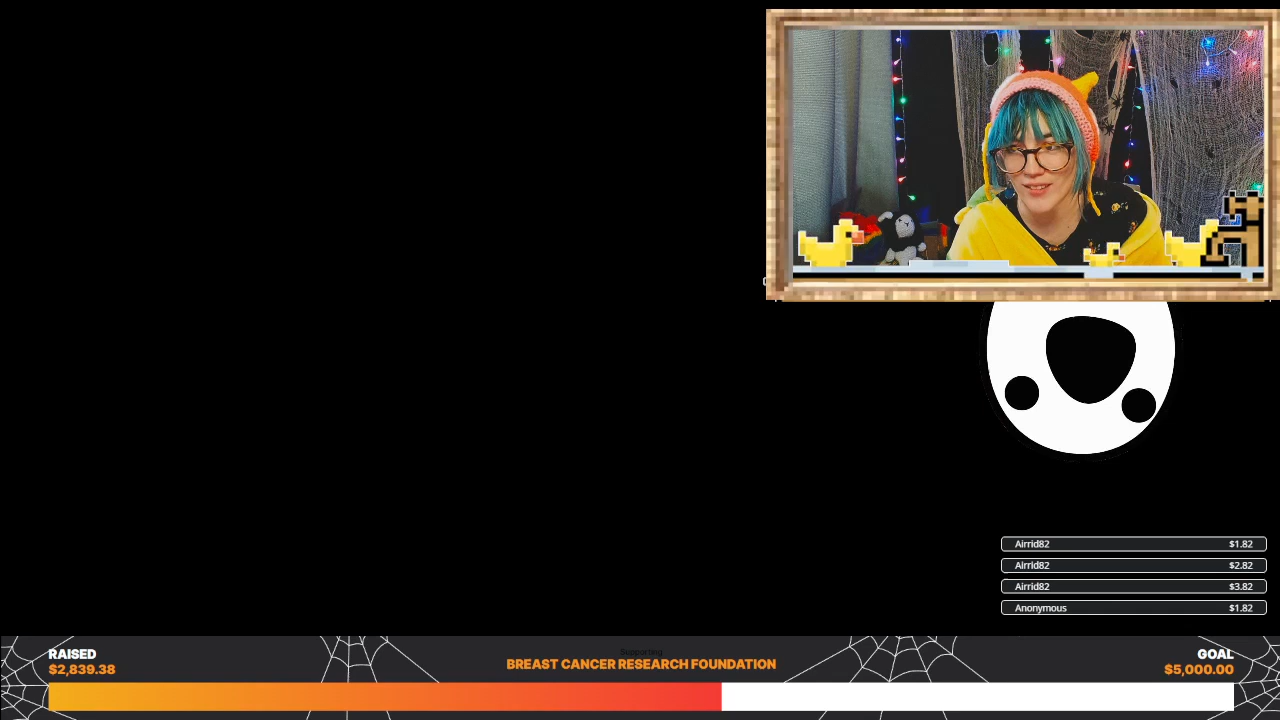 Airrid82 $1.82
Airrid82 $2.82
Airrid82 $3.82
Anonymous $1.82
RAISED
$2,839.38
Supporting
BREAST CANCER RESEARCH FOUNDATION
GOAL
$5,000.00